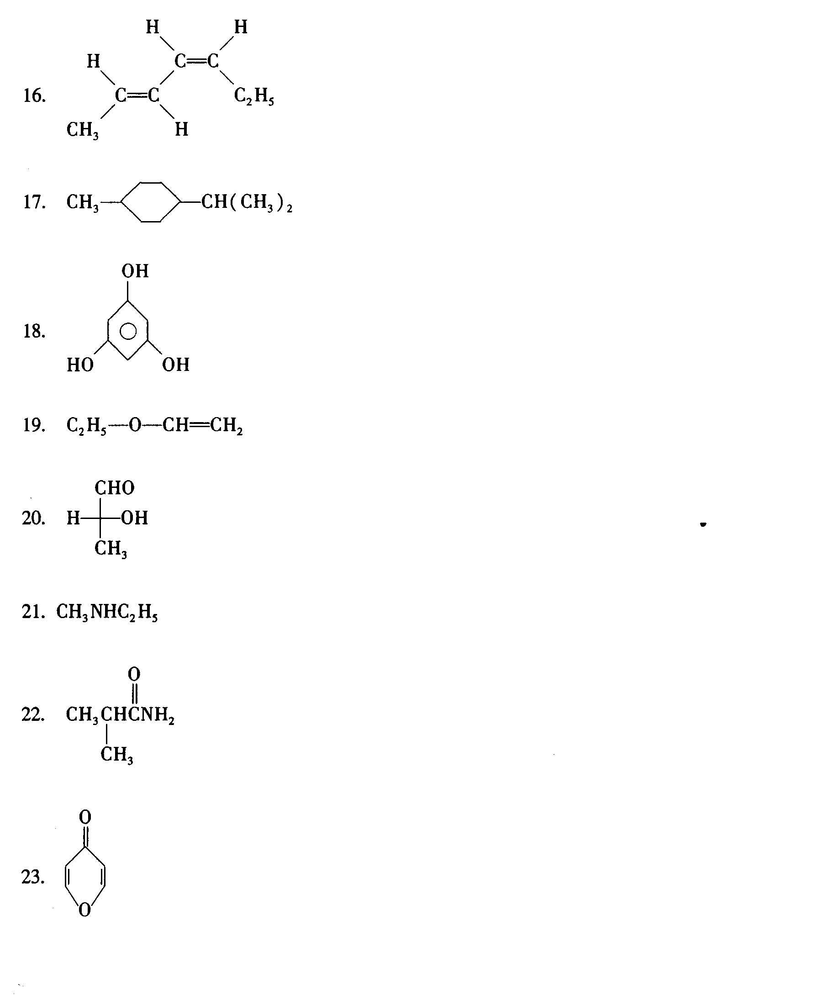 H H
H C=C
16. C=C C₂H₅
CH₃ H
17. CH₃ CH(CH₃)₂
OH
18.
HO OH
19. C₂H₅—O—CH=CH₂
CHO
20. H OH
CH₃
21. CH₃NHC₂H₅
O
22. CH₃CHCNH₂
CH₃
O
23.
O